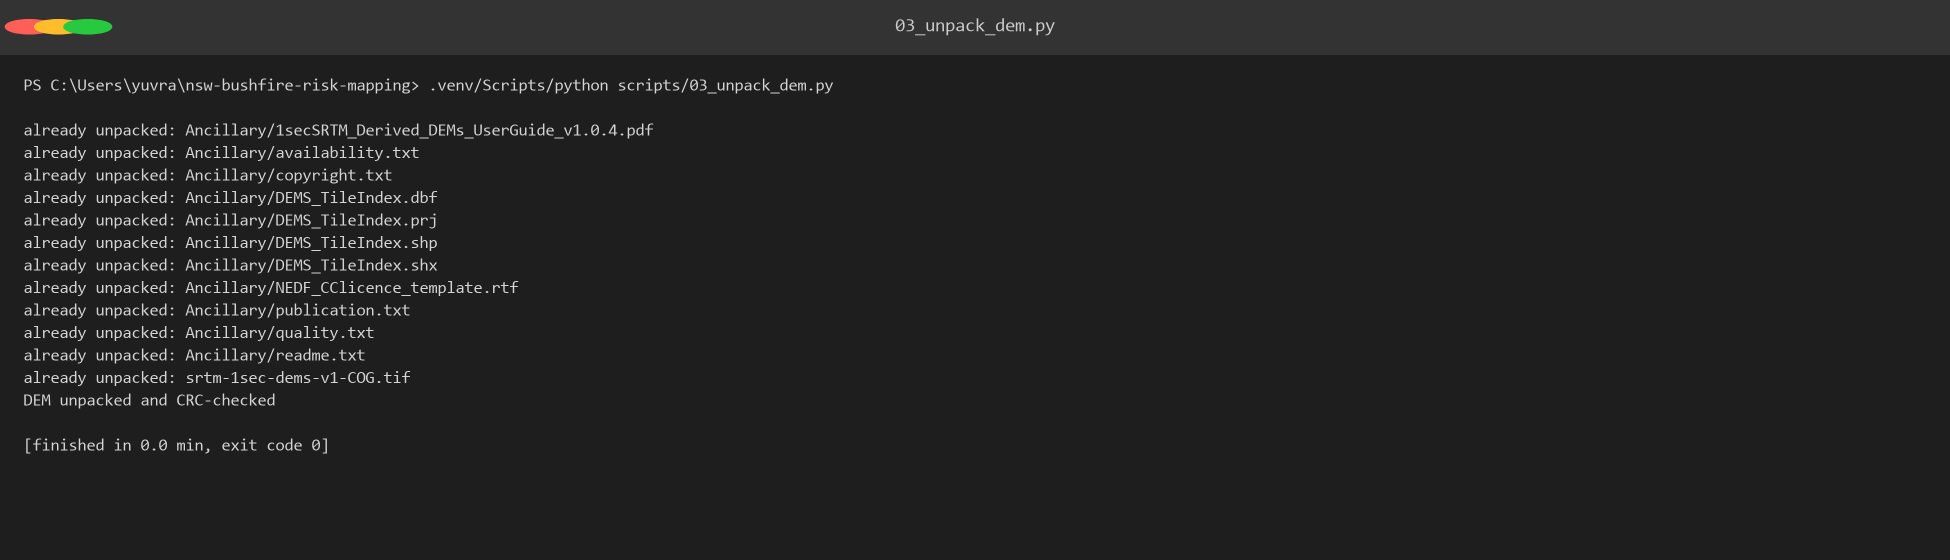 03_unpack_dem.py
PS C:\Users\yuvra\nsw-bushfire-risk-mapping> .venv/Scripts/python scripts/03_unpack_dem.py
already unpacked: Ancillary/1secSRTM_Derived_DEMs_UserGuide_v1.0.4.pdf
already unpacked: Ancillary/availability.txt
already unpacked: Ancillary/copyright.txt
already unpacked: Ancillary/DEMS_TileIndex.dbf
already unpacked: Ancillary/DEMS_TileIndex.prj
already unpacked: Ancillary/DEMS_TileIndex.shp
already unpacked: Ancillary/DEMS_TileIndex.shx
already unpacked: Ancillary/NEDF_CClicence_template.rtf
already unpacked: Ancillary/publication.txt
already unpacked: Ancillary/quality.txt
already unpacked: Ancillary/readme.txt
already unpacked: srtm-1sec-dems-v1-COG.tif
DEM unpacked and CRC-checked
[finished in 0.0 min, exit code 0]